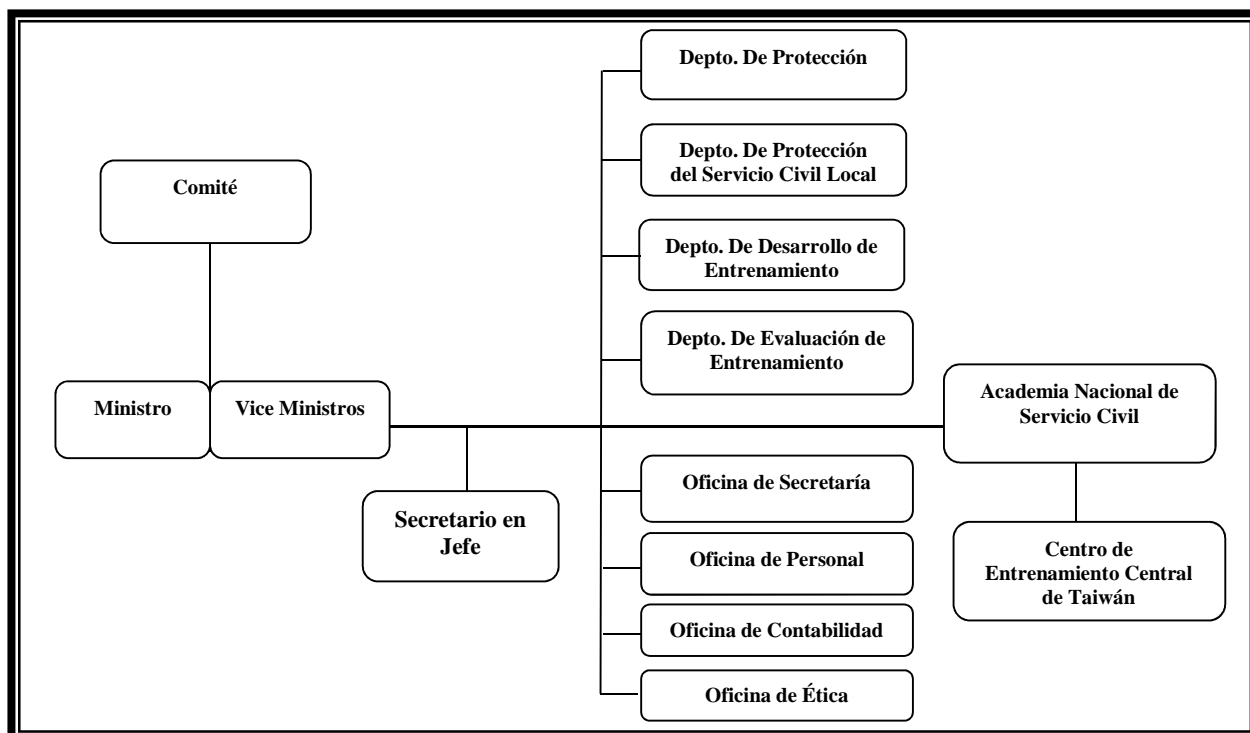 Comité
Ministro
Vice Ministros
Secretario en
Jefe
Depto. De Protección
Depto. De Protección
del Servicio Civil Local
Depto. De Desarrollo de
Entrenamiento
Depto. De Evaluación de
Entrenamiento
Oficina de Secretaría
Oficina de Personal
Oficina de Contabilidad
Oficina de Ética
Academia Nacional de
Servicio Civil
Centro de
Entrenamiento Central
de Taiwán